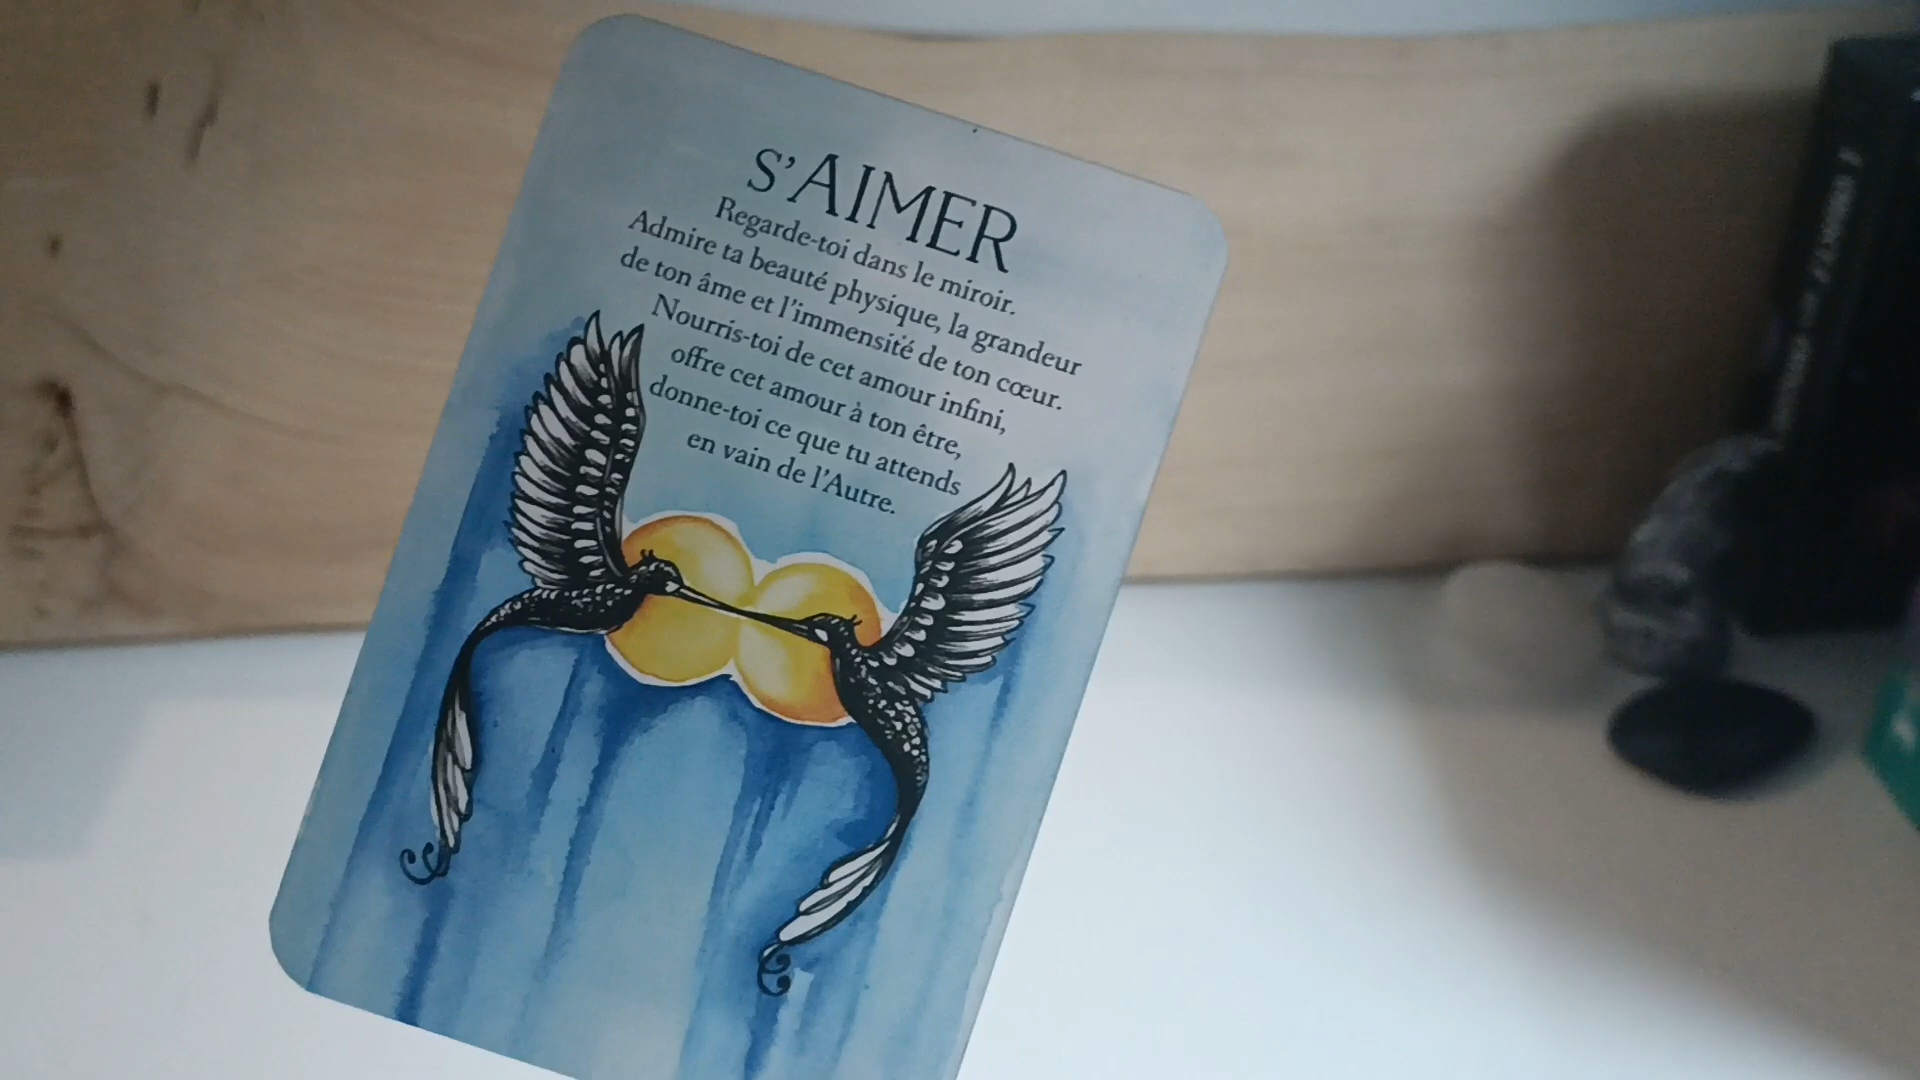 S'AIMER
Regarde-toi dans le miroir.
Admire ta beauté physique, la grandeur
de ton âme et l'immensité de ton cœur.
Nourris-toi de cet amour infini,
offre cet amour à ton être,
donne-toi ce que tu attends
en vain de l'Autre.